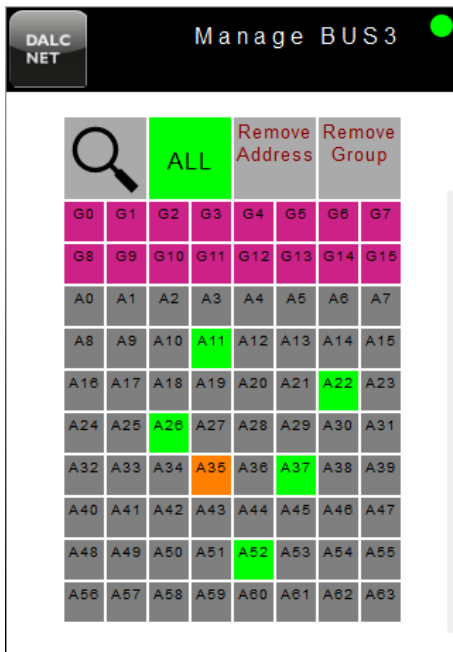 DALC
NET
Manage BUS3
ALL
Remove Address
Remove Group
G0 G1 G2 G3 G4 G5 G6 G7
G8 G9 G10 G11 G12 G13 G14 G15
A0 A1 A2 A3 A4 A5 A6 A7
A8 A9 A10 A11 A12 A13 A14 A15
A16 A17 A18 A19 A20 A21 A22 A23
A24 A25 A26 A27 A28 A29 A30 A31
A32 A33 A34 A35 A36 A37 A38 A39
A40 A41 A42 A43 A44 A45 A46 A47
A48 A49 A50 A51 A52 A53 A54 A55
A56 A57 A58 A59 A60 A61 A62 A63